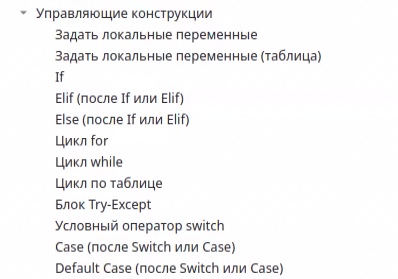 Управляющие конструкции
Задать локальные переменные
Задать локальные переменные (таблица)
If
Elif (после If или Elif)
Else (после If или Elif)
Цикл for
Цикл while
Цикл по таблице
Блок Try-Except
Условный оператор switch
Case (после Switch или Case)
Default Case (после Switch или Case)